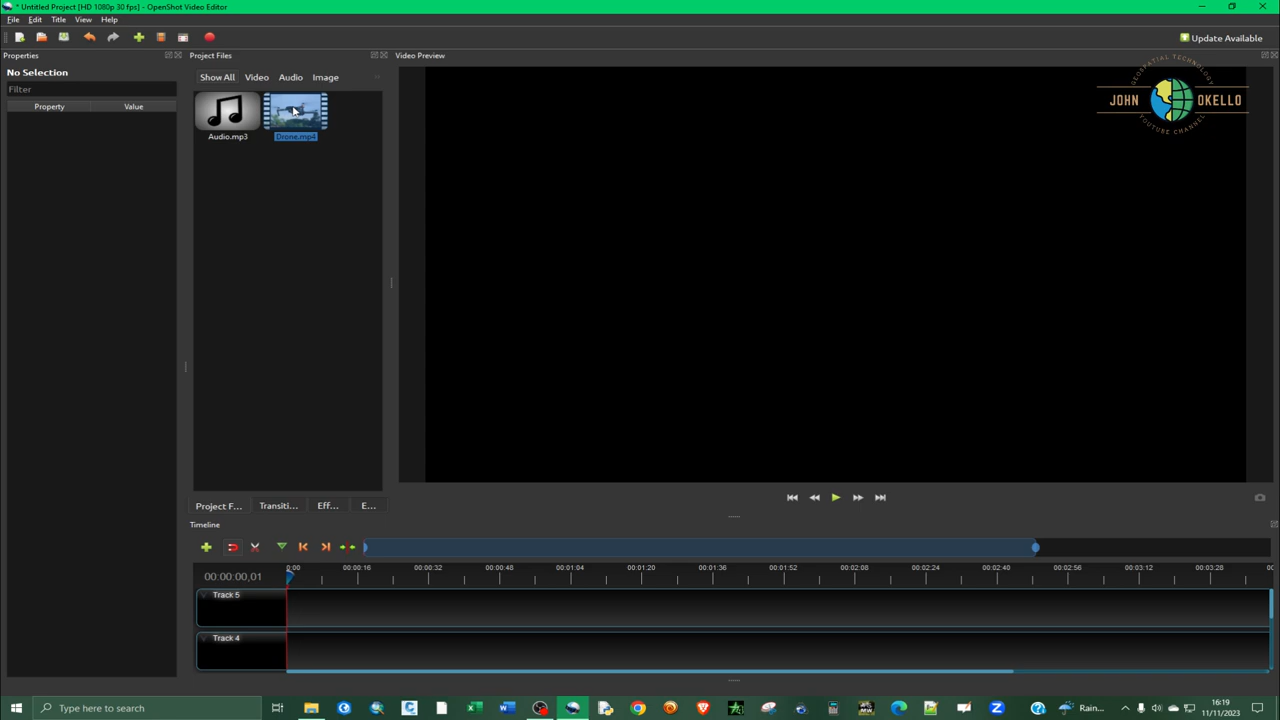 * Untitled Project [HD 1080p 30 fps] - OpenShot Video Editor
File Edit Title View Help
Update Available
Properties
Project Files
Video Preview
No Selection
Filter
Property Value
Show All Video Audio Image
Audio.mp3 Drone.mp4
GEOSPATIAL TECHNOLOGY
JOHN OKELLO
YOUTUBE CHANNEL
Project F... Transiti... Eff... E...
Timeline
00:00:00,01
0:00 00:00:16 00:00:32 00:00:48 00:01:04 00:01:20 00:01:36 00:01:52 00:02:08 00:02:24 00:02:40 00:02:56 00:03:12 00:03:28
Track 5
Track 4
Type here to search
Rain...
16:19
11/11/2023